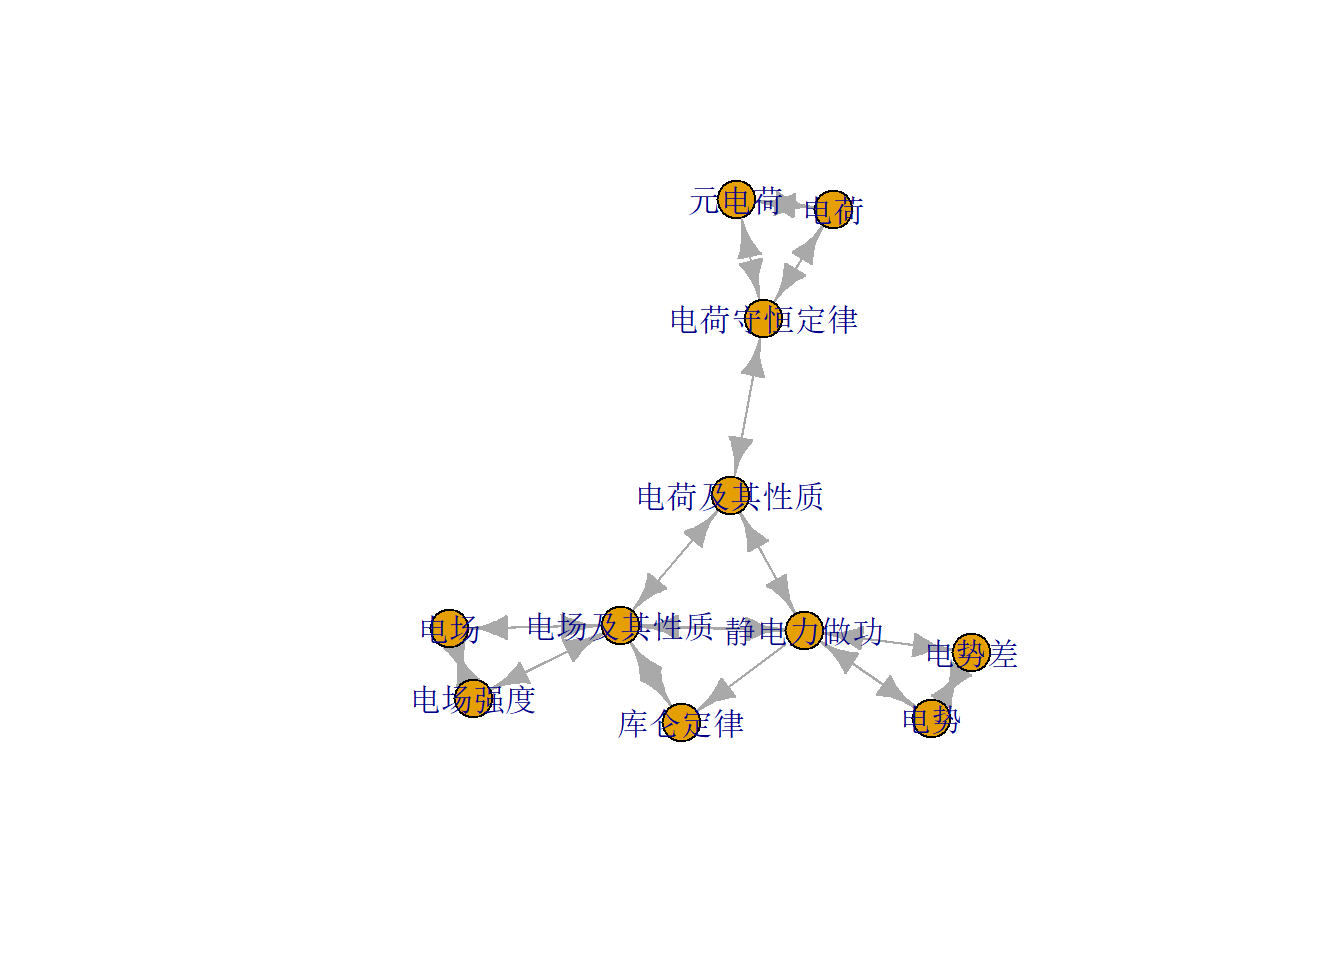 元电荷
电荷
电荷守恒定律
电荷及其性质
电场
电场及其性质
静电力做功
电势差
电场强度
库仑定律
电势